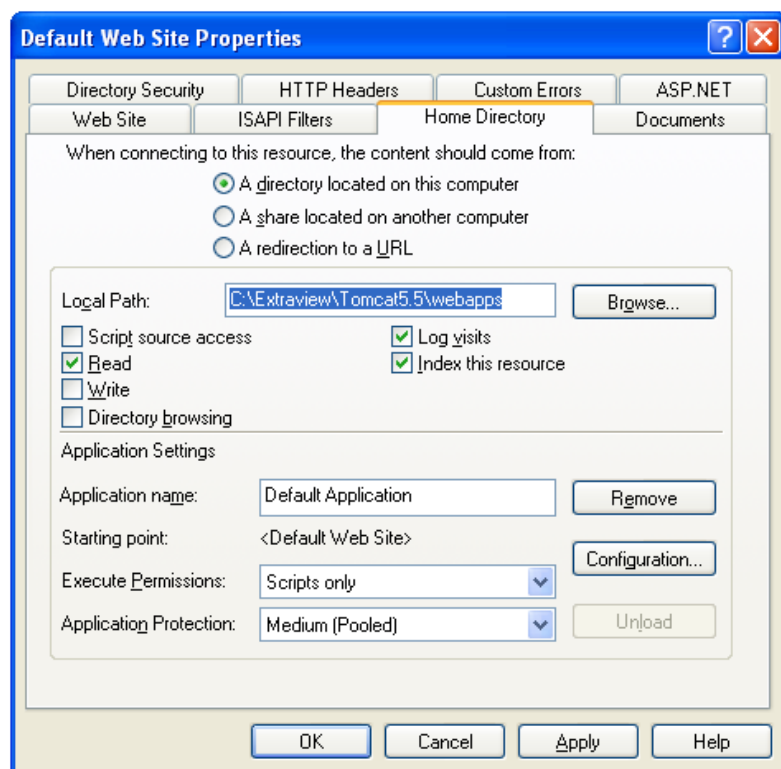 Default Web Site Properties
Directory Security HTTP Headers Custom Errors ASP.NET
Web Site ISAPI Filters Home Directory Documents
When connecting to this resource, the content should come from:
A directory located on this computer
A share located on another computer
A redirection to a URL
Local Path: C:\Extraview\Tomcat5.5\webapps Browse...
Script source access Log visits
Read Index this resource
Write
Directory browsing
Application Settings
Application name: Default Application Remove
Starting point: <Default Web Site>
Configuration...
Execute Permissions: Scripts only
Application Protection: Medium (Pooled) Unload
OK Cancel Apply Help